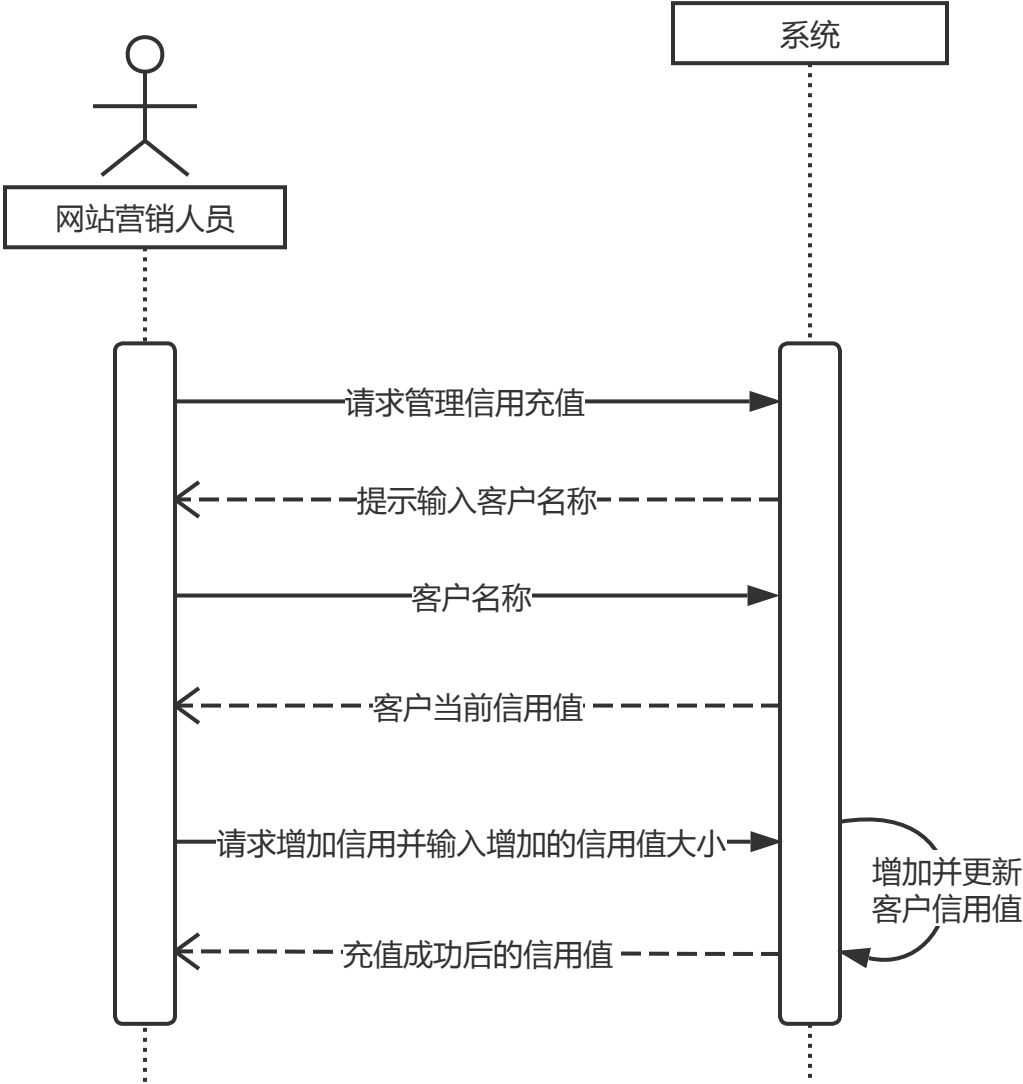 系统
网站营销人员
请求管理信用充值
提示输入客户名称
客户名称
客户当前信用值
请求增加信用并输入增加的信用值大小
增加并更新
客户信用值
充值成功后的信用值